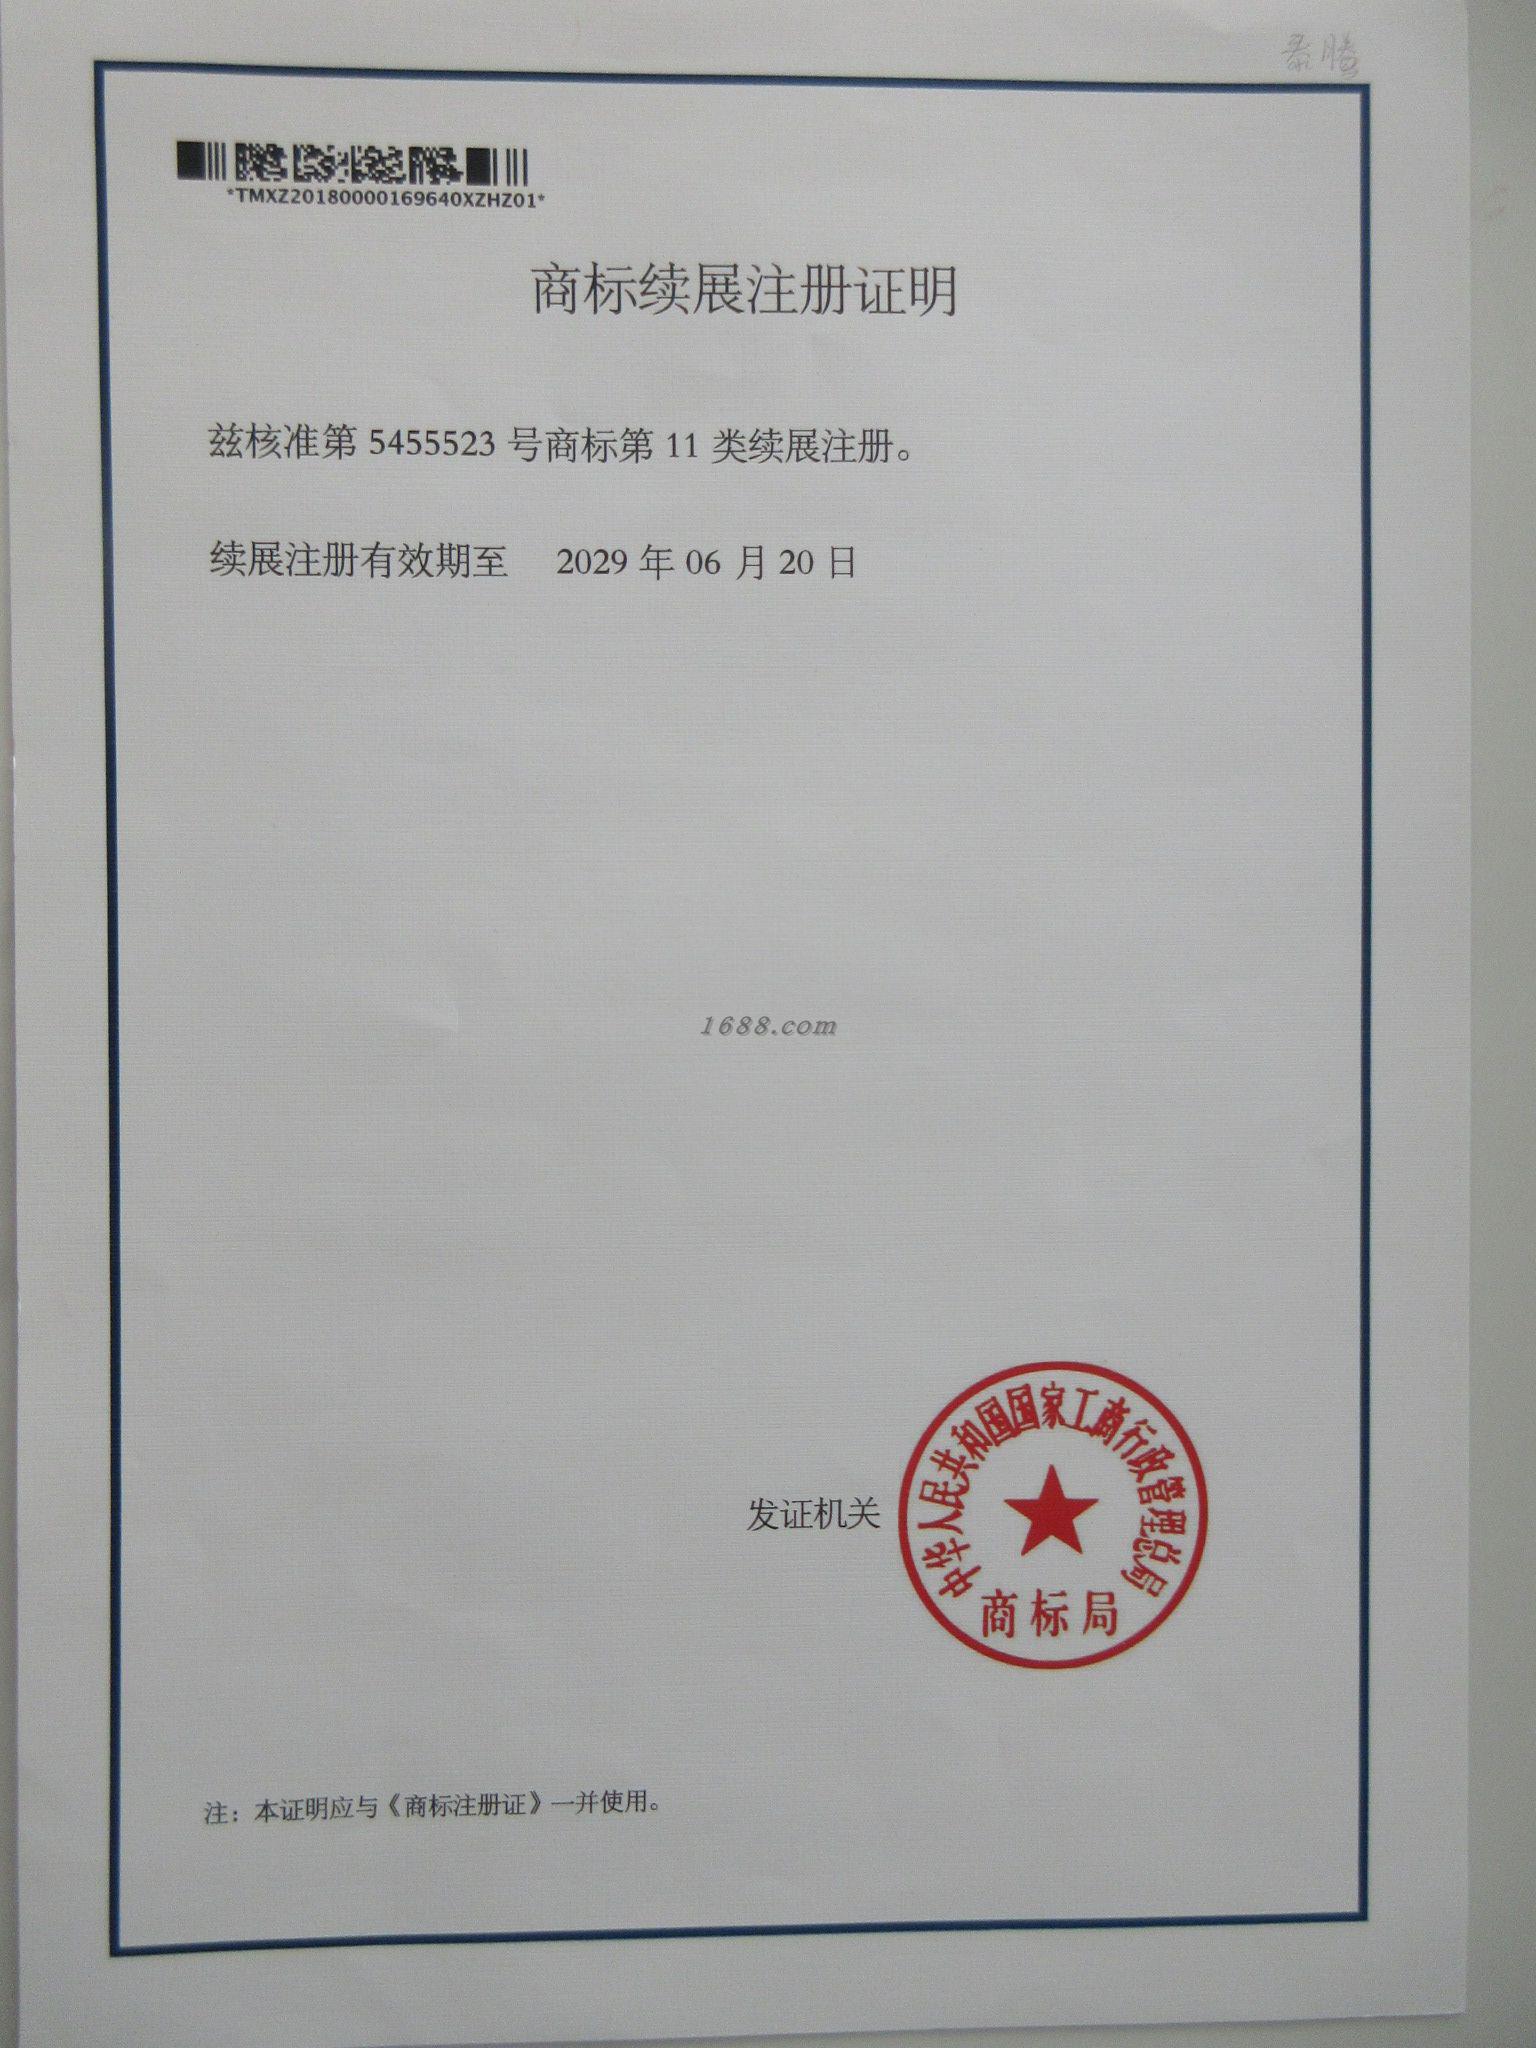 泰腾
*TMXZ20180000169640XZHZ01*
商标续展注册证明
兹核准第 5455523 号商标第 11 类续展注册。
续展注册有效期至 2029 年 06 月 20 日
1688.com
发证机关
中华人民共和国国家工商行政管理总局
商标局
注：本证明应与《商标注册证》一并使用。